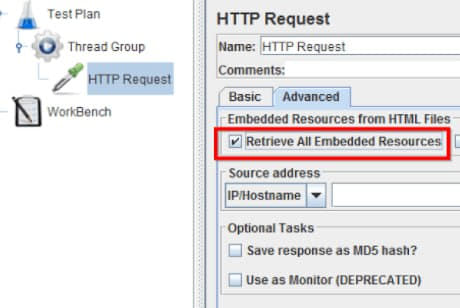 Test Plan
Thread Group
HTTP Request
WorkBench
HTTP Request
Name: HTTP Request
Comments:
Basic Advanced
Embedded Resources from HTML Files
Retrieve All Embedded Resources
Source address
IP/Hostname
Optional Tasks
Save response as MD5 hash?
Use as Monitor (DEPRECATED)